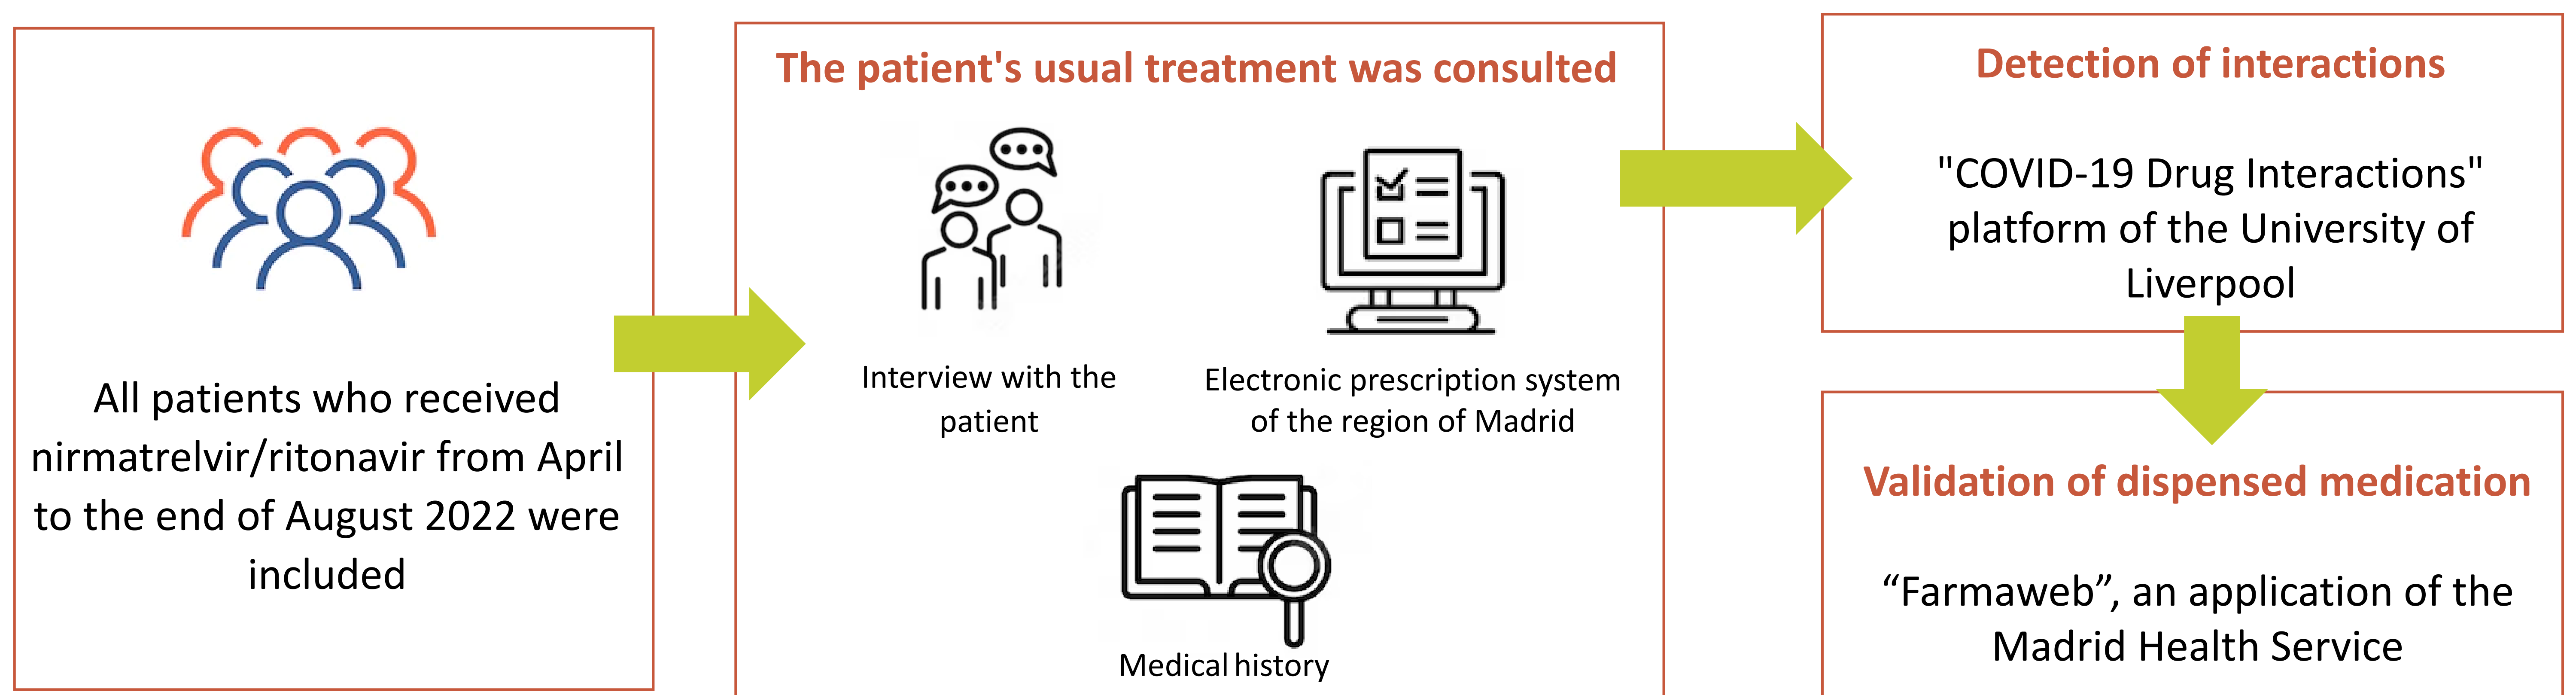 All patients who received
nirmatrelvir/ritonavir from April
to the end of August 2022 were
included
The patient's usual treatment was consulted
Interview with the
patient
Electronic prescription system
of the region of Madrid
Medical history
Detection of interactions
"COVID-19 Drug Interactions"
platform of the University of
Liverpool
Validation of dispensed medication
“Farmaweb”, an application of the
Madrid Health Service